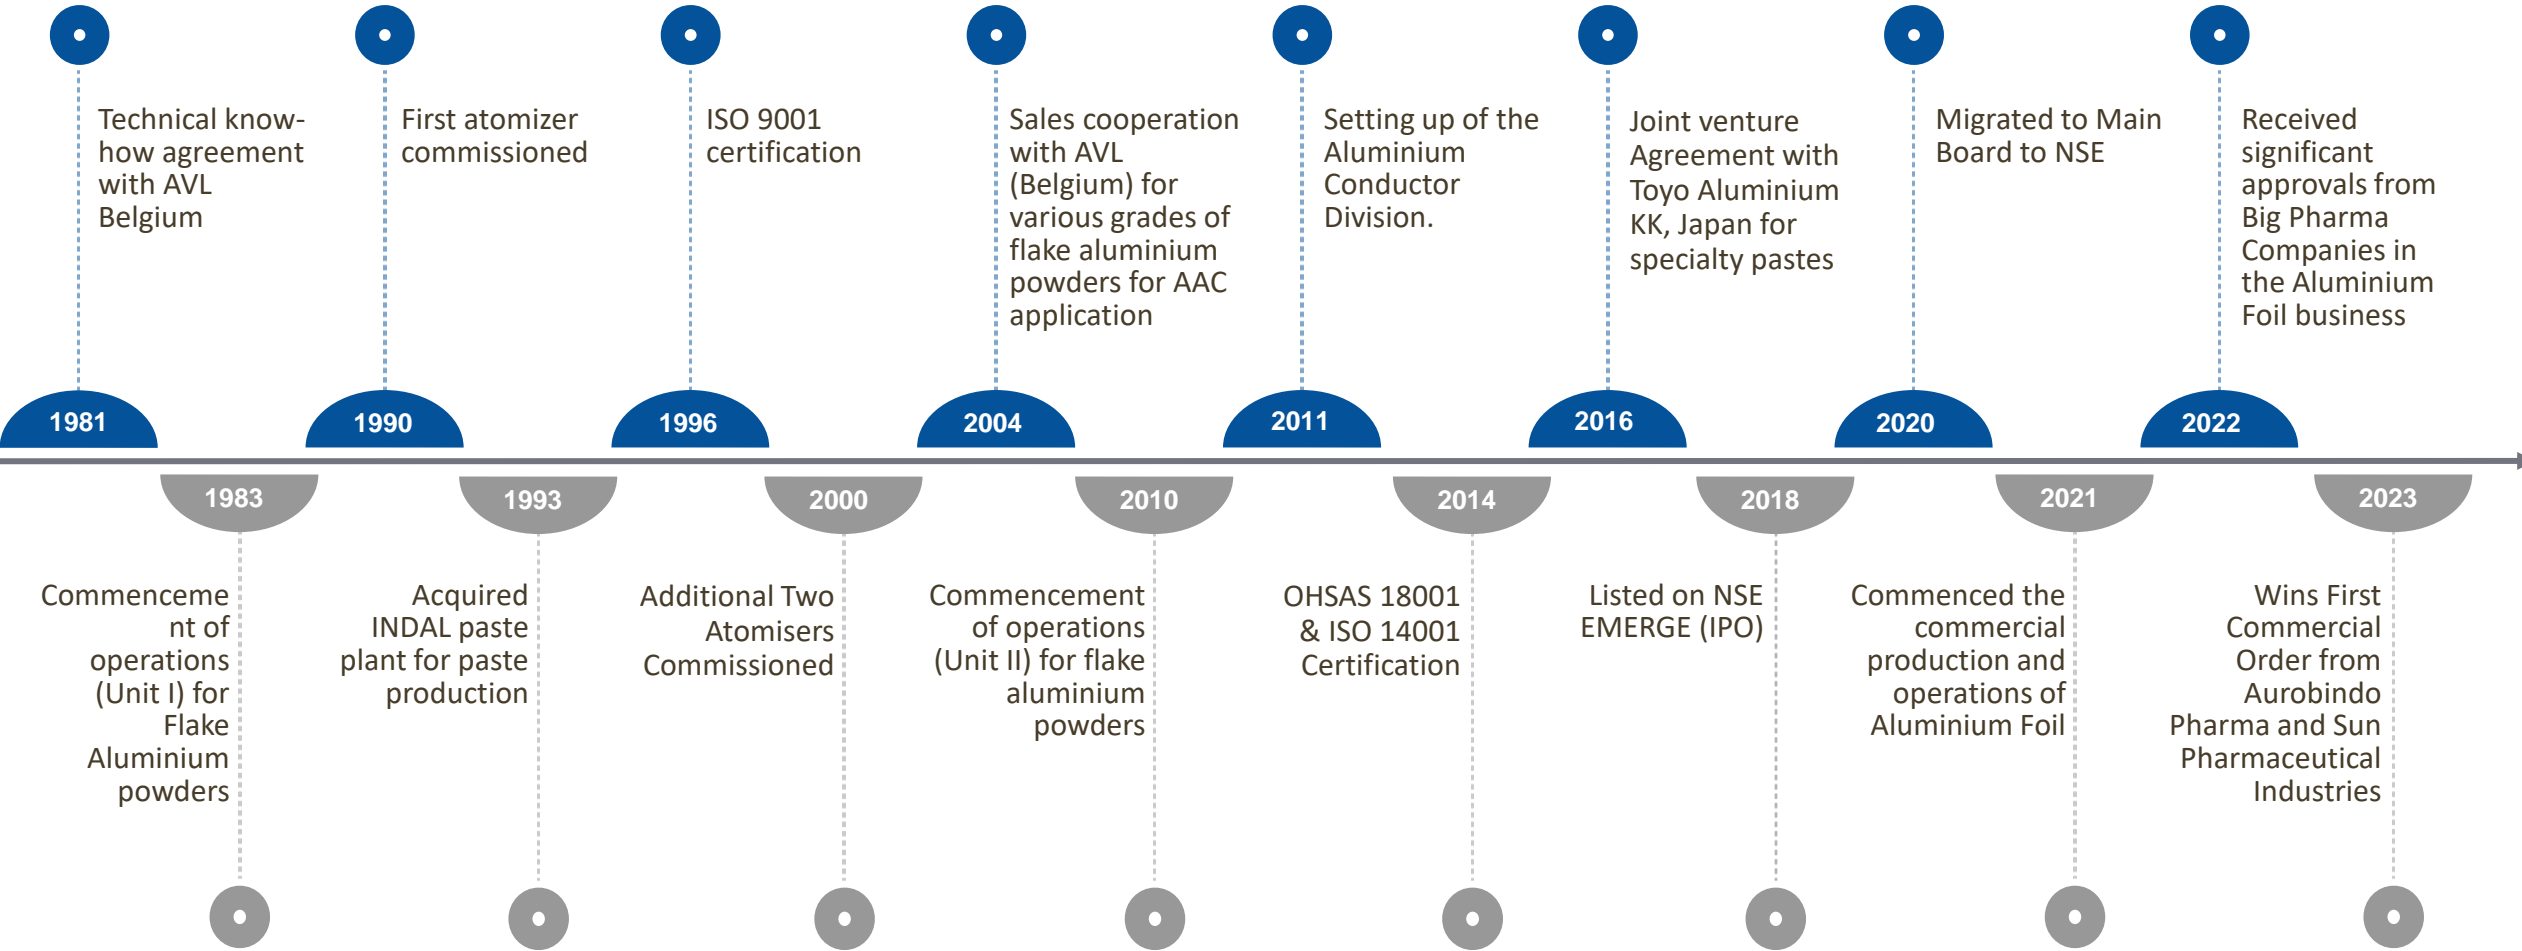 Technical know-
how agreement
with AVL
Belgium
First atomizer
commissioned
ISO 9001
certification
Sales cooperation
with AVL
(Belgium) for
various grades of
flake aluminium
powders for AAC
application
Setting up of the
Aluminium
Conductor
Division.
Joint venture
Agreement with
Toyo Aluminium
KK, Japan for
specialty pastes
Migrated to Main
Board to NSE
Received
significant
approvals from
Big Pharma
Companies in
the Aluminium
Foil business
1981
1990
1996
2004
2011
2016
2020
2022
1983
1993
2000
2010
2014
2018
2021
2023
Commenceme
nt of
operations
(Unit I) for
Flake
Aluminium
powders
Acquired
INDAL paste
plant for paste
production
Additional Two
Atomisers
Commissioned
Commencement
of operations
(Unit II) for flake
aluminium
powders
OHSAS 18001
& ISO 14001
Certification
Listed on NSE
EMERGE (IPO)
Commenced the
commercial
production and
operations of
Aluminium Foil
Wins First
Commercial
Order from
Aurobindo
Pharma and Sun
Pharmaceutical
Industries